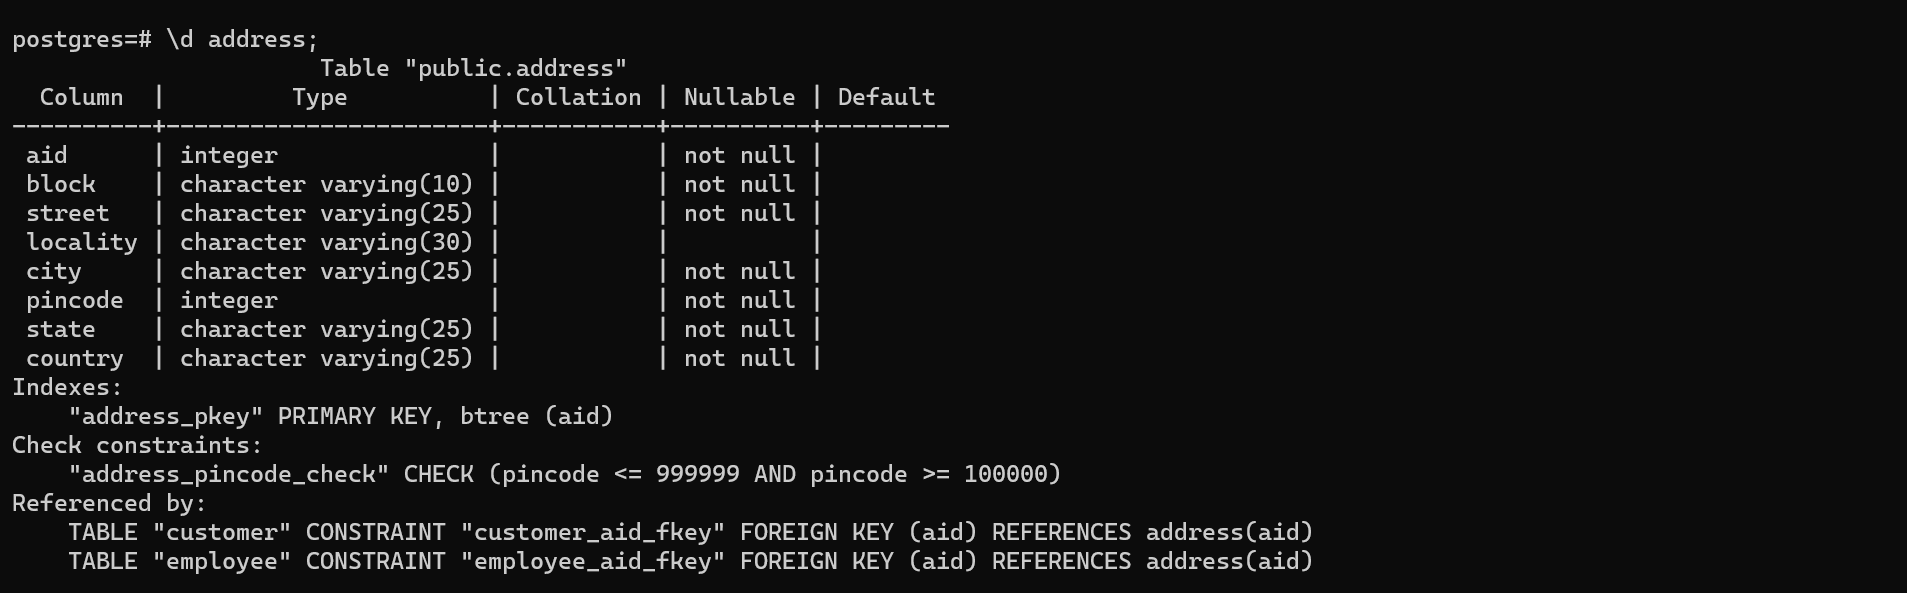 postgres=# \d address;
                      Table "public.address"
  Column  |         Type          | Collation | Nullable | Default
----------+-----------------------+-----------+----------+---------
 aid      | integer               |           | not null |
 block    | character varying(10) |           | not null |
 street   | character varying(25) |           | not null |
 locality | character varying(30) |           |          |
 city     | character varying(25) |           | not null |
 pincode  | integer               |           | not null |
 state    | character varying(25) |           | not null |
 country  | character varying(25) |           | not null |
Indexes:
    "address_pkey" PRIMARY KEY, btree (aid)
Check constraints:
    "address_pincode_check" CHECK (pincode <= 999999 AND pincode >= 100000)
Referenced by:
    TABLE "customer" CONSTRAINT "customer_aid_fkey" FOREIGN KEY (aid) REFERENCES address(aid)
    TABLE "employee" CONSTRAINT "employee_aid_fkey" FOREIGN KEY (aid) REFERENCES address(aid)